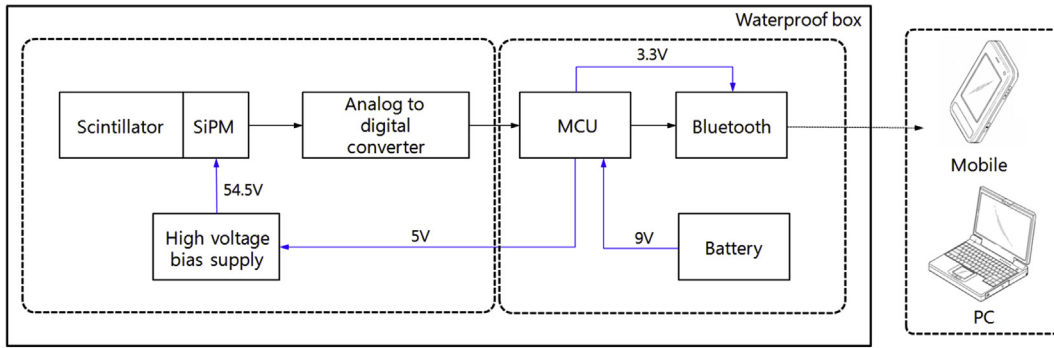 Waterproof box
3.3V
Scintillator
SiPM
Analog to
digital
converter
MCU
Bluetooth
Mobile
54.5V
High voltage
bias supply
5V
9V
Battery
PC